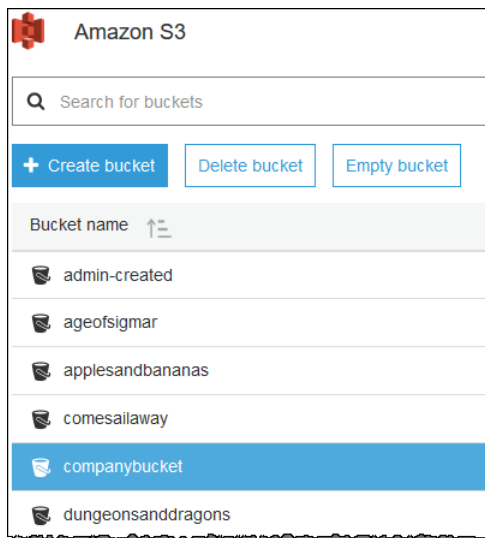 Amazon S3
Search for buckets
+ Create bucket Delete bucket Empty bucket
Bucket name
admin-created
ageofsigmar
applesandbananas
comesailaway
companybucket
dungeonsanddragons